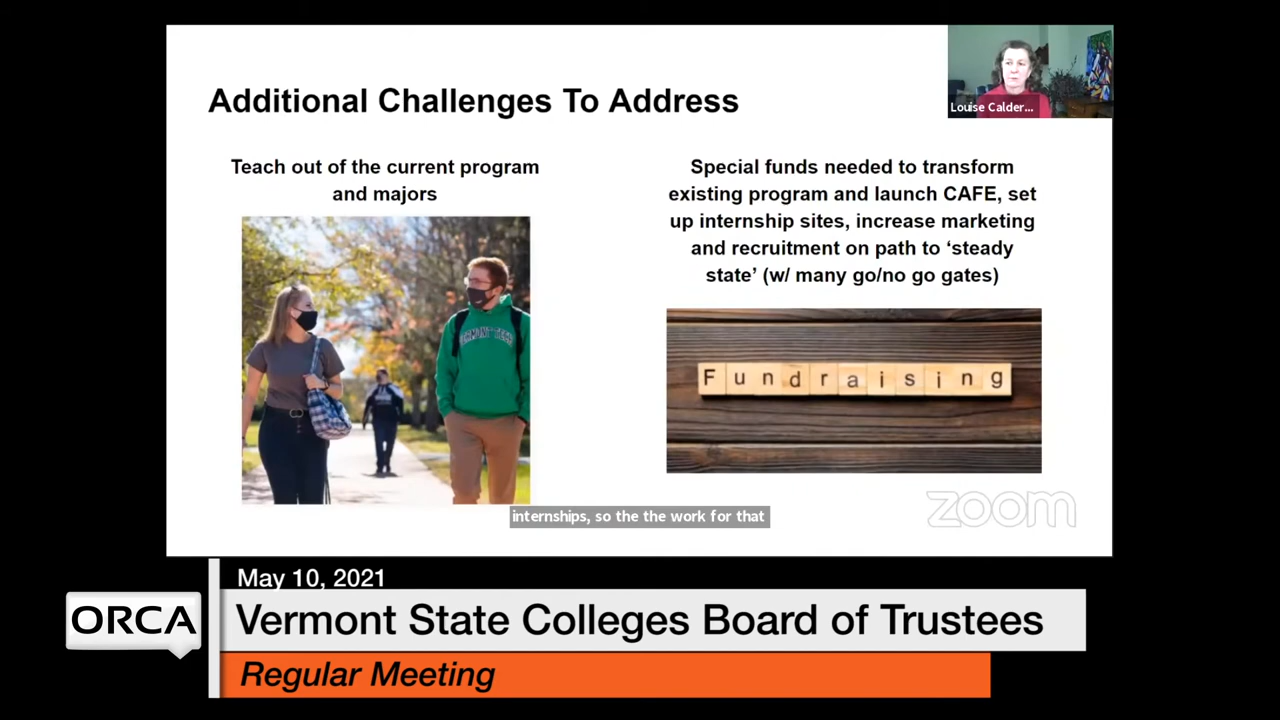 Additional Challenges To Address
Louise Calder...
Teach out of the current program
and majors
VERMONT TECH
Special funds needed to transform
existing program and launch CAFE, set
up internship sites, increase marketing
and recruitment on path to ‘steady
state’ (w/ many go/no go gates)
Fundraising
zoom
internships, so the the work for that
May 10, 2021
ORCA
Vermont State Colleges Board of Trustees
Regular Meeting